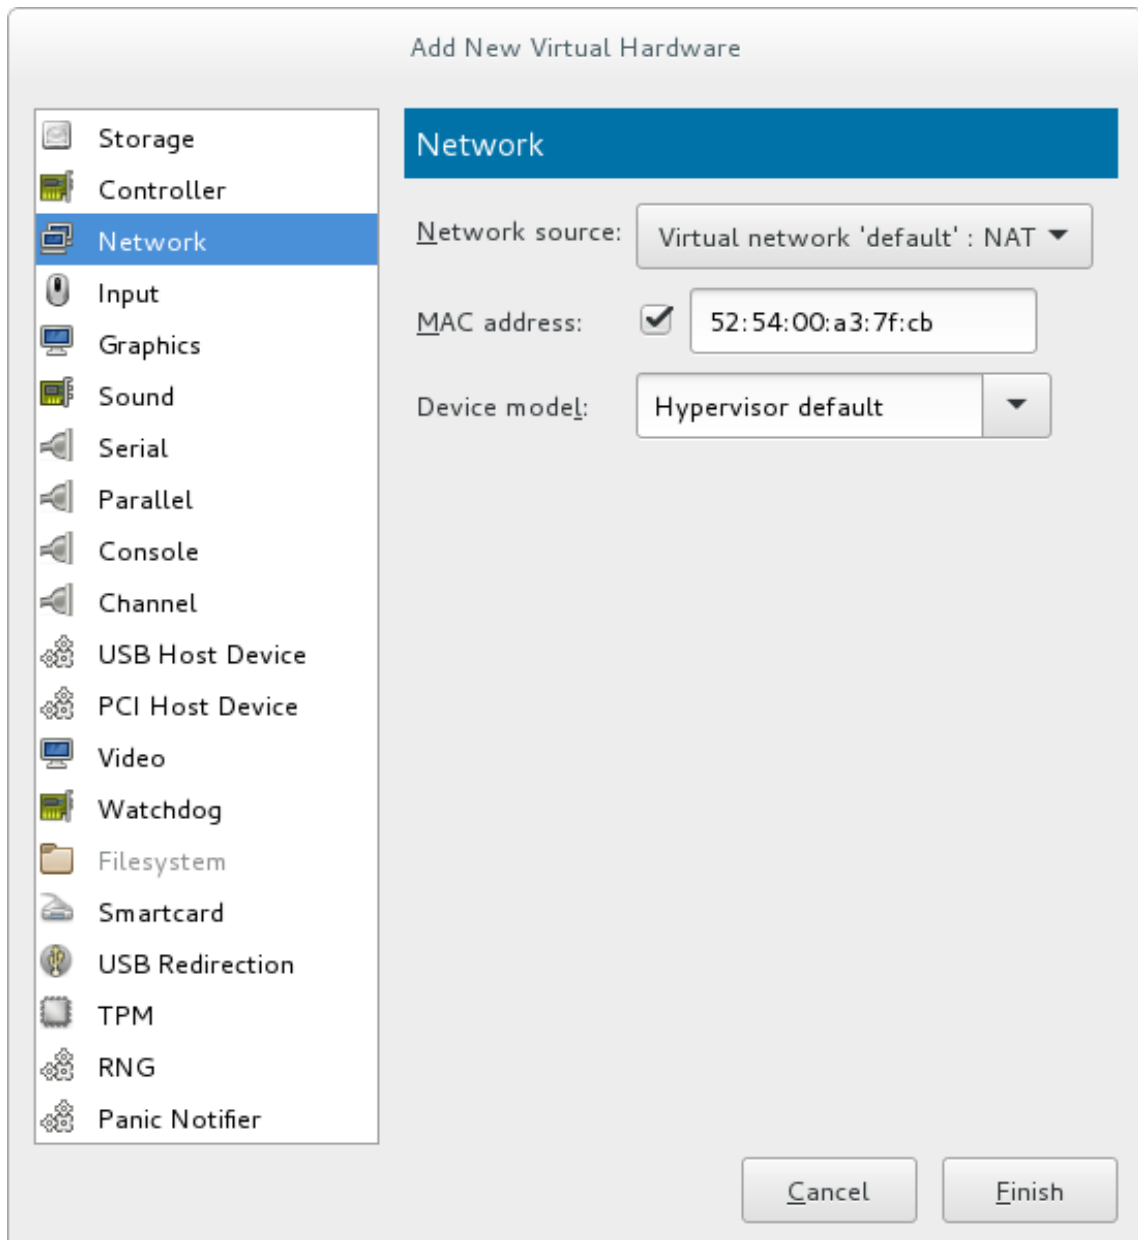 Add New Virtual Hardware
Storage
Controller
Network
Input
Graphics
Sound
Serial
Parallel
Console
Channel
USB Host Device
PCI Host Device
Video
Watchdog
Filesystem
Smartcard
USB Redirection
TPM
RNG
Panic Notifier
Network
Network source: Virtual network 'default' : NAT
MAC address: 52:54:00:a3:7f:cb
Device model: Hypervisor default
Cancel Finish